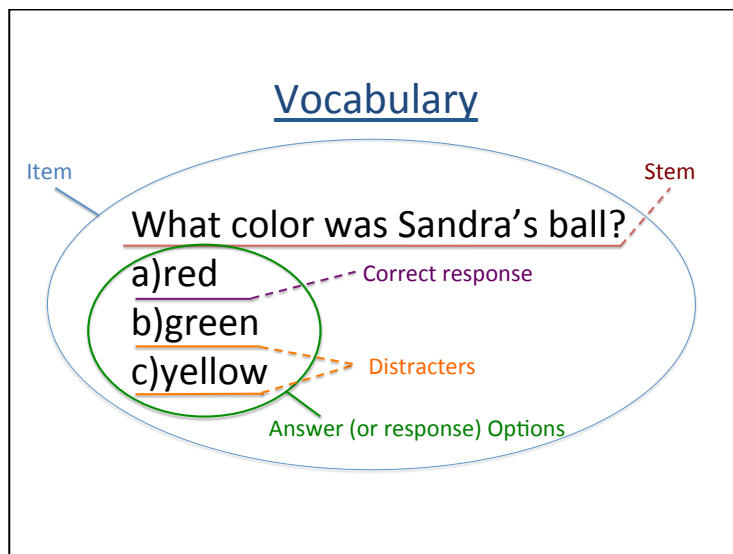 Vocabulary
Item
Stem
What color was Sandra’s ball?
a)red
Correct response
b)green
c)yellow
Distracters
Answer (or response) Options